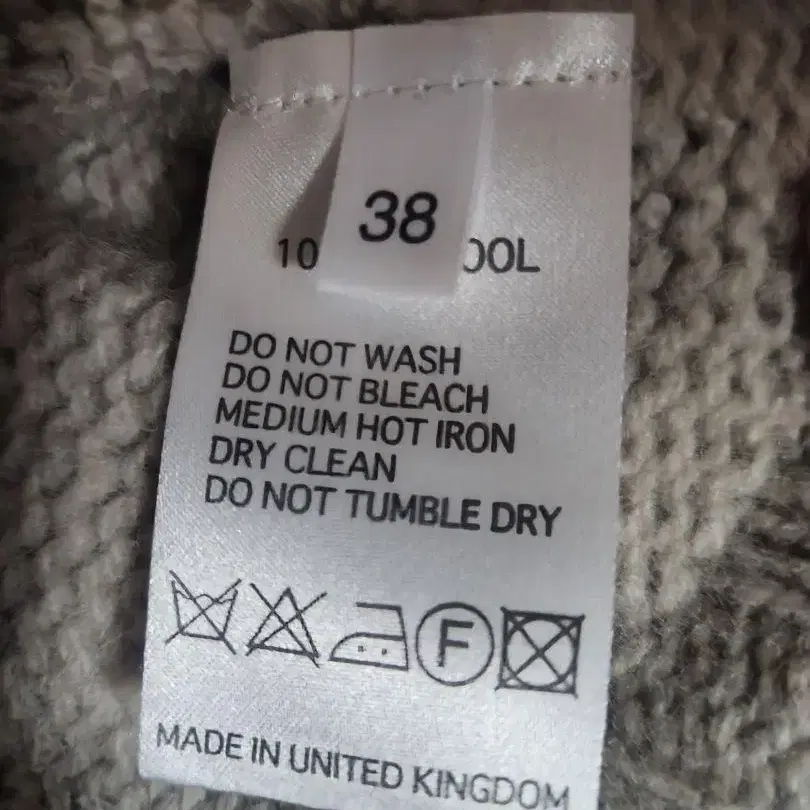 38
10
OOL
DO NOT WASH
DO NOT BLEACH
MEDIUM HOT IRON
DRY CLEAN
DO NOT TUMBLE DRY
F
MADE IN UNITED KINGDOM